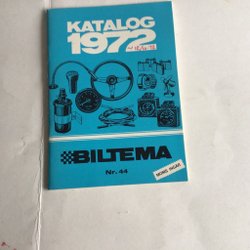 KATALOG
1972
BILTEMA
Nr. 44